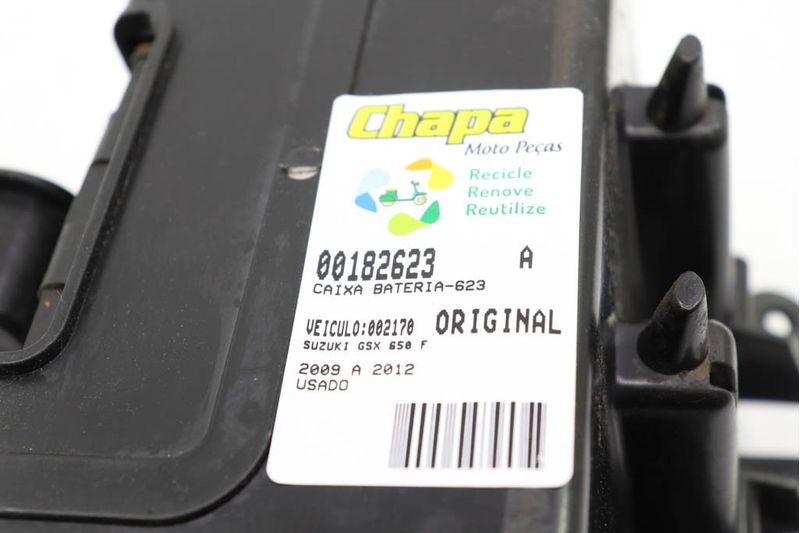 Chapa
Moto Peças
Recicle
Renove
Reutilize
00182623 A
CAIXA BATERIA-623
VEICULO:002170 ORIGINAL
SUZUKI GSX 650 F
2009 A 2012
USADO